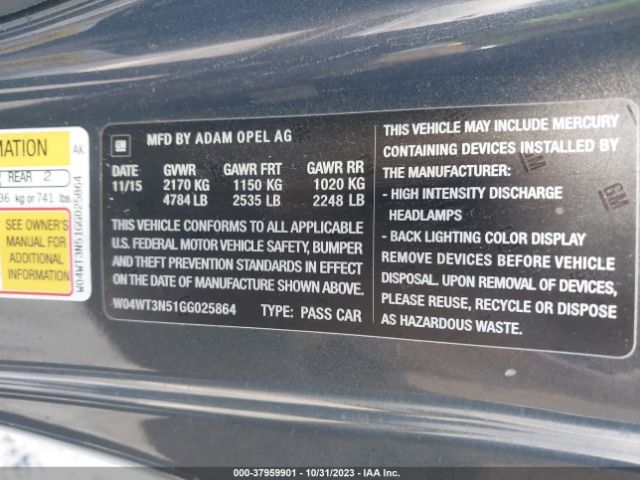 MATION
AK
REAR 2
36 kg or 741 lbs.
SEE OWNER'S
MANUAL FOR
ADDITIONAL
INFORMATION
W04WT3N51GG025864
GM
MFD BY ADAM OPEL AG
DATE GVWR GAWR FRT GAWR RR
11/15 2170 KG 1150 KG 1020 KG
4784 LB 2535 LB 2248 LB
THIS VEHICLE CONFORMS TO ALL APPLICABLE
U.S. FEDERAL MOTOR VEHICLE SAFETY, BUMPER
AND THEFT PREVENTION STANDARDS IN EFFECT
ON THE DATE OF MANUFACTURE SHOWN ABOVE.
W04WT3N51GG025864 TYPE: PASS CAR
THIS VEHICLE MAY INCLUDE MERCURY
CONTAINING DEVICES INSTALLED BY
THE MANUFACTURER:
- HIGH INTENSITY DISCHARGE
HEADLAMPS
- BACK LIGHTING COLOR DISPLAY
REMOVE DEVICES BEFORE VEHICLE
DISPOSAL. UPON REMOVAL OF DEVICES,
PLEASE REUSE, RECYCLE OR DISPOSE
AS HAZARDOUS WASTE.
GM
000-37959901 - 10/31/2023 - IAA Inc.